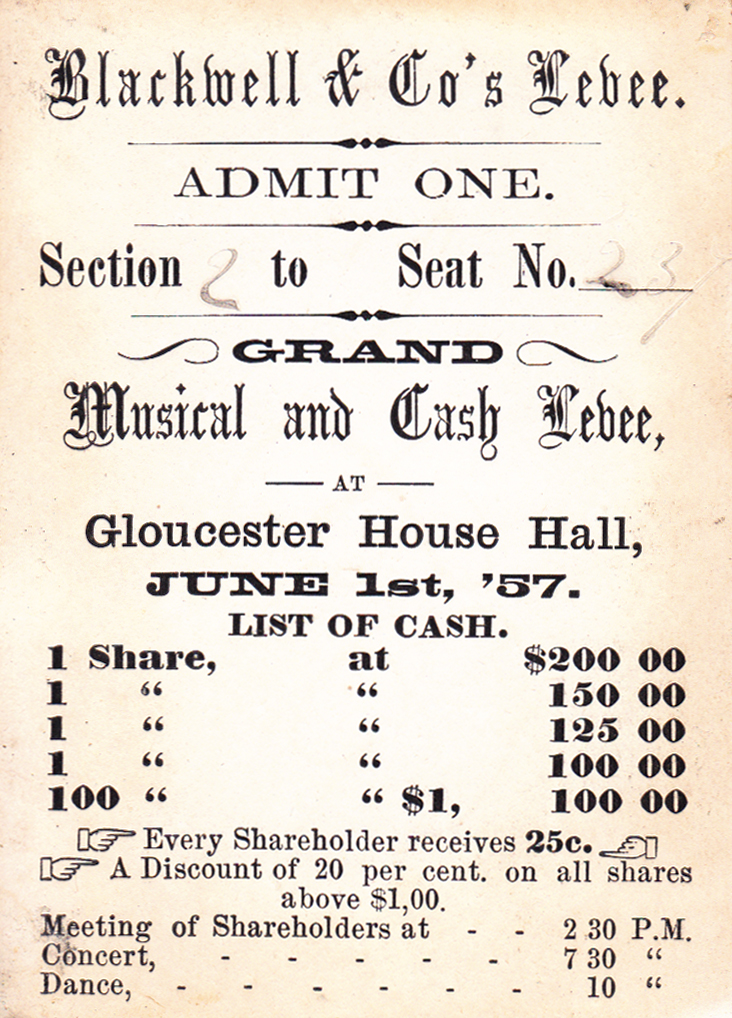 Blackwell & Co's Levee.
ADMIT ONE.
Section 2 to Seat No. 23
GRAND
Musical and Cash Levee,
AT
Gloucester House Hall,
JUNE 1st, '57.
LIST OF CASH.
1 Share, at $200 00
1 “ “ 150 00
1 “ “ 125 00
1 “ “ 100 00
100 “ “ $1, 100 00
☞ Every Shareholder receives 25c. ☜
☞ A Discount of 20 per cent. on all shares
above $1,00.
Meeting of Shareholders at - - 2 30 P.M.
Concert, - - - - - 7 30 “
Dance, - - - - - - 10 “